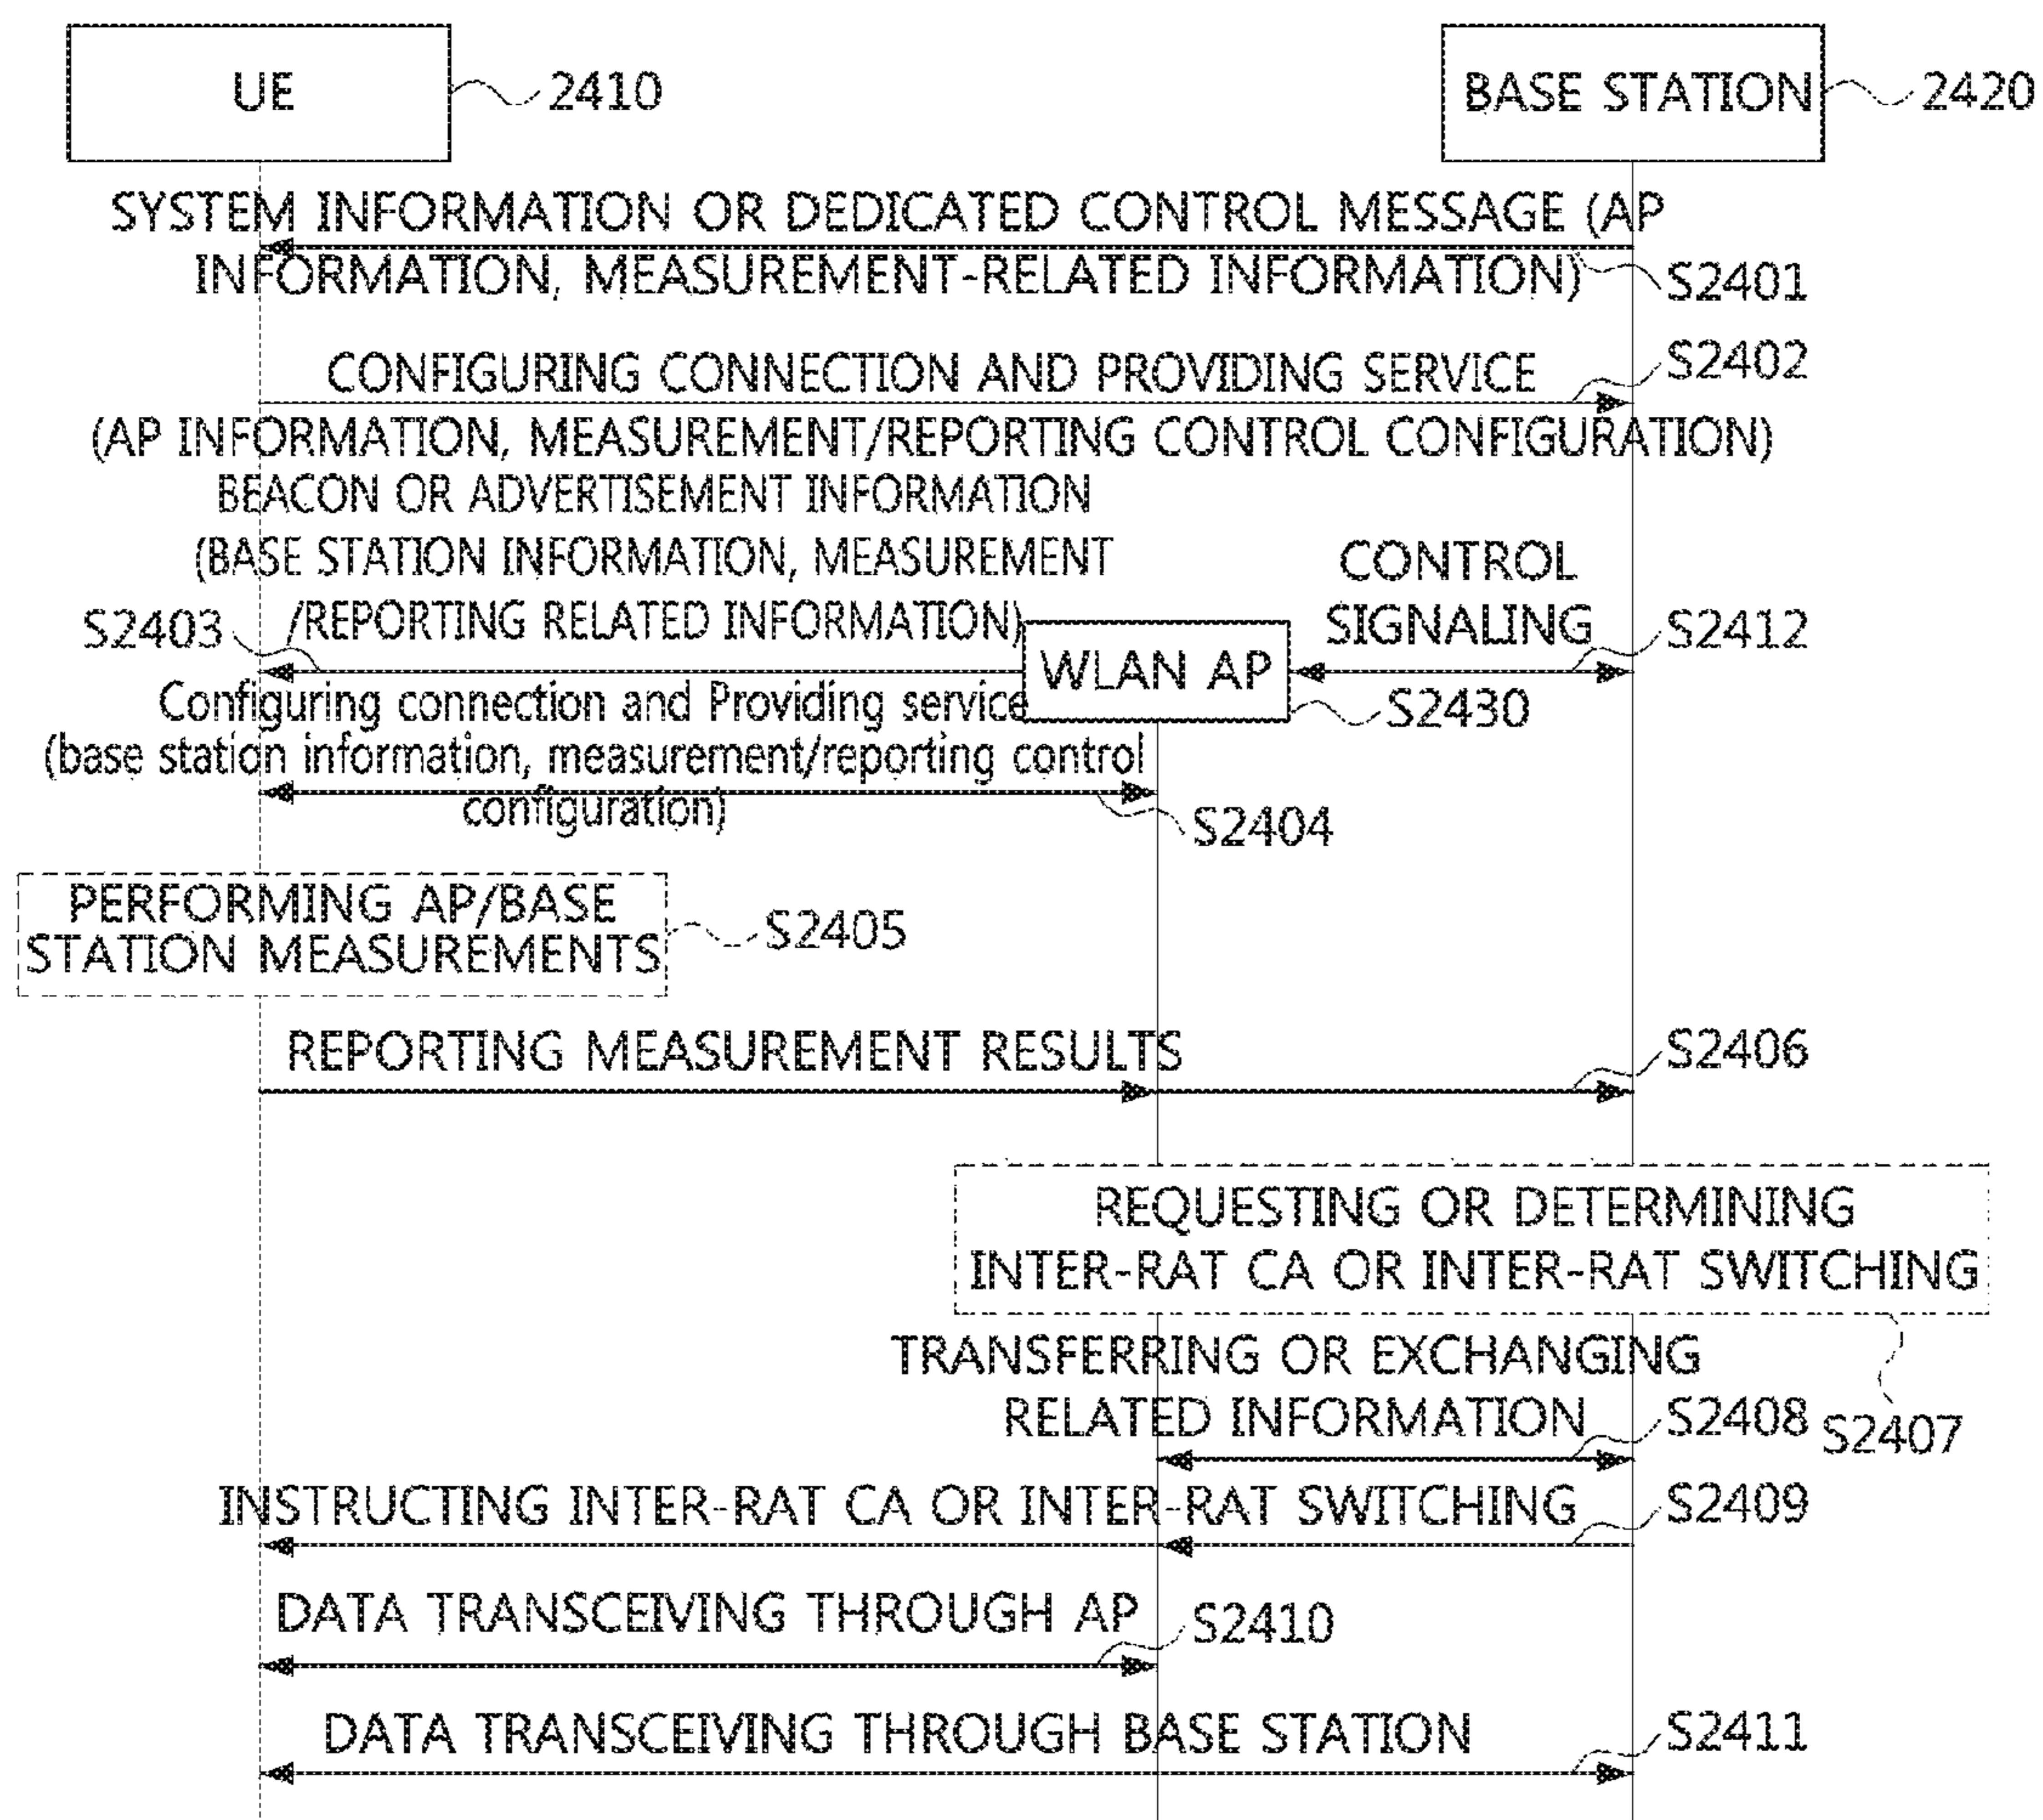 UE
2410
BASE STATION
2420
SYSTEM INFORMATION OR DEDICATED CONTROL MESSAGE (AP
INFORMATION, MEASUREMENT-RELATED INFORMATION)
S2401
CONFIGURING CONNECTION AND PROVIDING SERVICE
S2402
(AP INFORMATION, MEASUREMENT/REPORTING CONTROL CONFIGURATION)
BEACON OR ADVERTISEMENT INFORMATION
(BASE STATION INFORMATION, MEASUREMENT
/REPORTING RELATED INFORMATION)
S2403
CONTROL
SIGNALING
S2412
WLAN AP
S2430
Configuring connection and Providing service
(base station information, measurement/reporting control
configuration)
S2404
PERFORMING AP/BASE
STATION MEASUREMENTS
S2405
REPORTING MEASUREMENT RESULTS
S2406
REQUESTING OR DETERMINING
INTER-RAT CA OR INTER-RAT SWITCHING
S2407
TRANSFERRING OR EXCHANGING
RELATED INFORMATION
S2408
INSTRUCTING INTER-RAT CA OR INTER-RAT SWITCHING
S2409
DATA TRANSCEIVING THROUGH AP
S2410
DATA TRANSCEIVING THROUGH BASE STATION
S2411